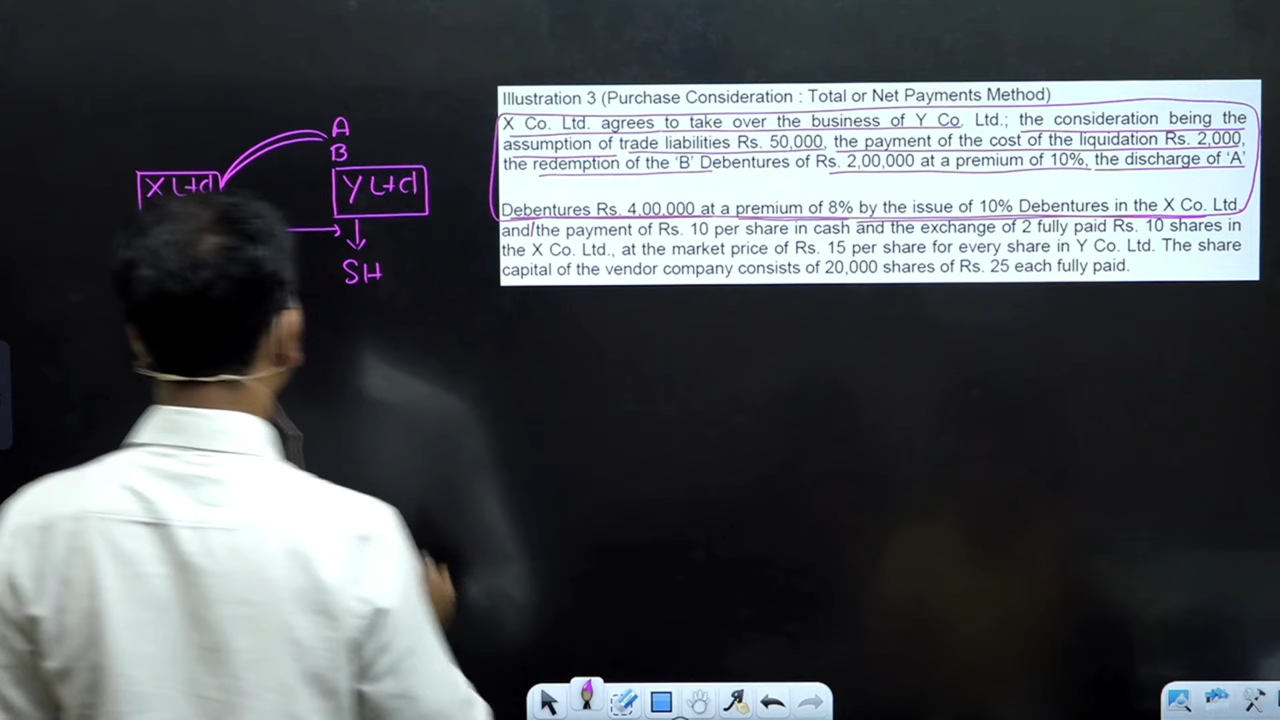 Illustration 3 (Purchase Consideration : Total or Net Payments Method)
X Co. Ltd. agrees to take over the business of Y Co. Ltd.; the consideration being the
assumption of trade liabilities Rs. 50,000, the payment of the cost of the liquidation Rs. 2,000,
the redemption of the 'B' Debentures of Rs. 2,00,000 at a premium of 10%, the discharge of 'A'
Debentures Rs. 4,00,000 at a premium of 8% by the issue of 10% Debentures in the X Co. Ltd.
and/the payment of Rs. 10 per share in cash and the exchange of 2 fully paid Rs. 10 shares in
the X Co. Ltd., at the market price of Rs. 15 per share for every share in Y Co. Ltd. The share
capital of the vendor company consists of 20,000 shares of Rs. 25 each fully paid.
A
B
X Ltd
Y Ltd
SH